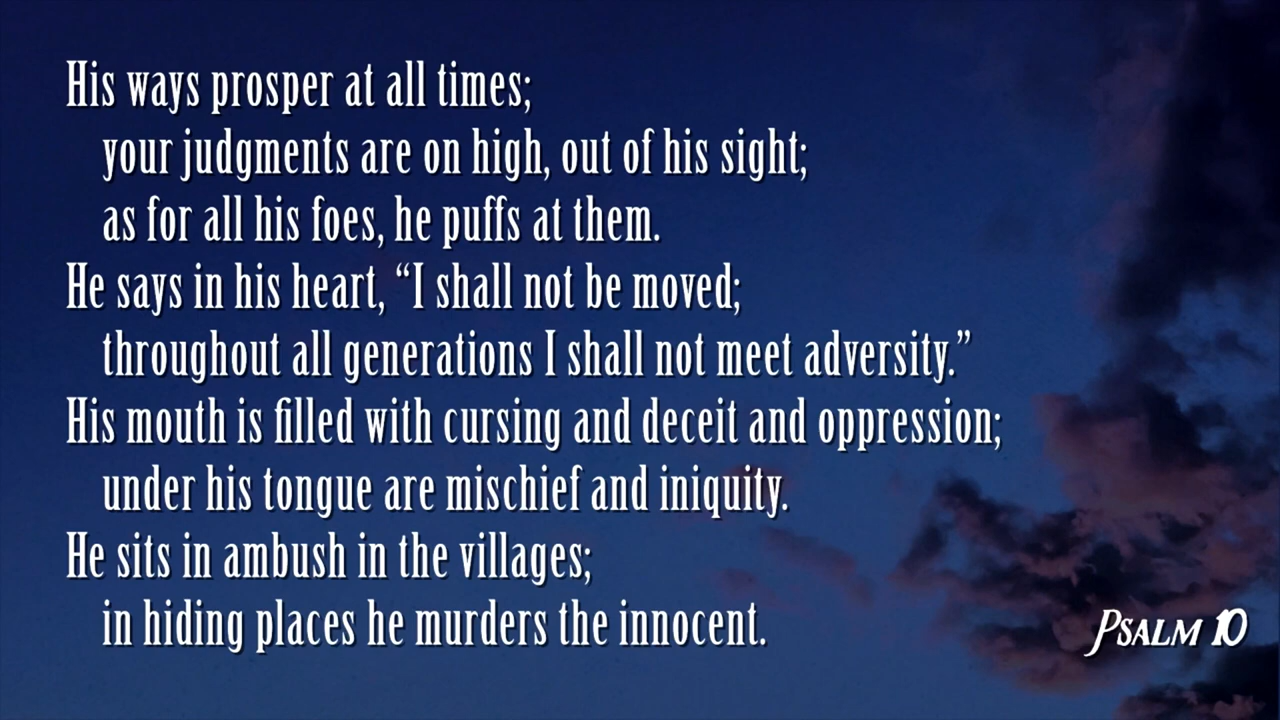 His ways prosper at all times;
your judgments are on high, out of his sight;
as for all his foes, he puffs at them.
He says in his heart, “I shall not be moved;
throughout all generations I shall not meet adversity.”
His mouth is filled with cursing and deceit and oppression;
under his tongue are mischief and iniquity.
He sits in ambush in the villages;
in hiding places he murders the innocent.
Psalm 10